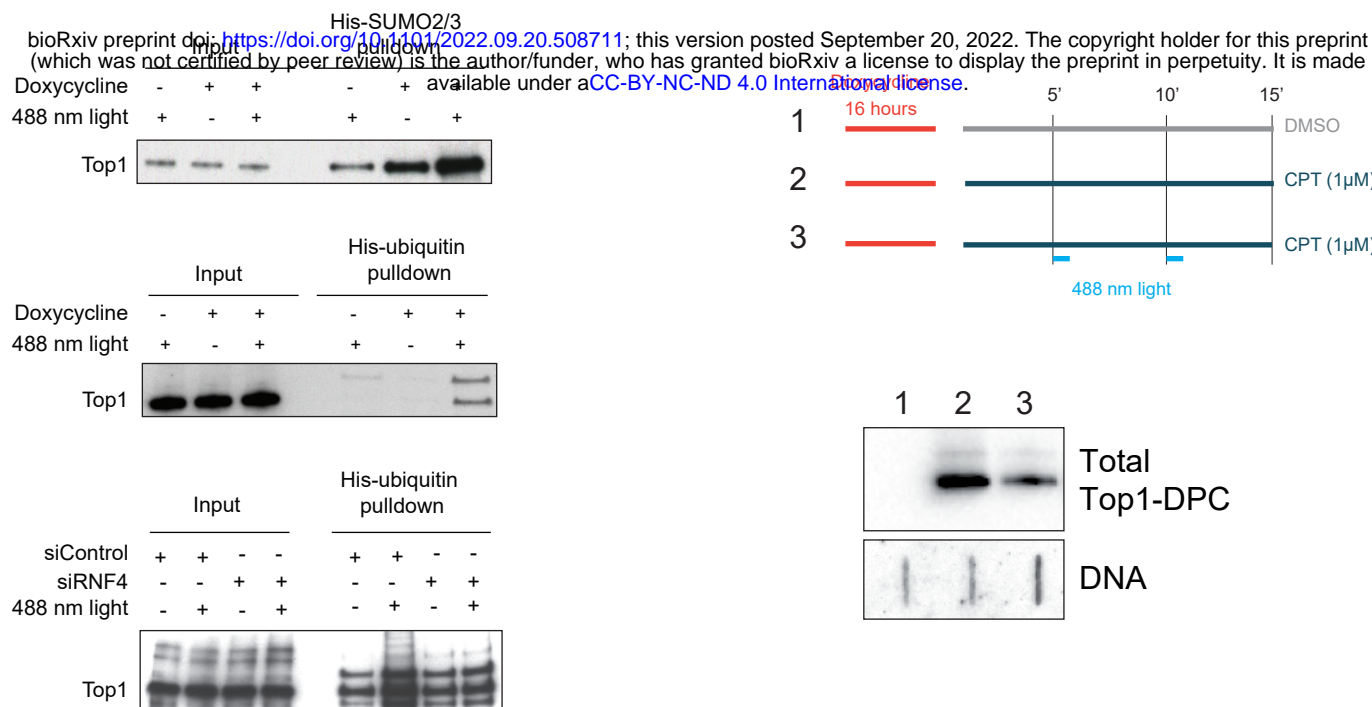 His-SUMO2/3
Input pulldown
bioRxiv preprint doi: https://doi.org/10.1101/2022.09.20.508711; this version posted September 20, 2022. The copyright holder for this preprint
(which was not certified by peer review) is the author/funder, who has granted bioRxiv a license to display the preprint in perpetuity. It is made
available under aCC-BY-NC-ND 4.0 International license.
Doxycycline - + + - + +
488 nm light + - + + - +
Top1
Input
His-ubiquitin
pulldown
Doxycycline - + + - + +
488 nm light + - + + - +
Top1
Input
His-ubiquitin
pulldown
siControl + + - - + + - -
siRNF4 - - + + - - + +
488 nm light - + - + - + - +
Top1
Doxycycline
16 hours
5' 10' 15'
1 DMSO
2 CPT (1µM)
3 CPT (1µM)
488 nm light
1 2 3
Total
Top1-DPC
DNA